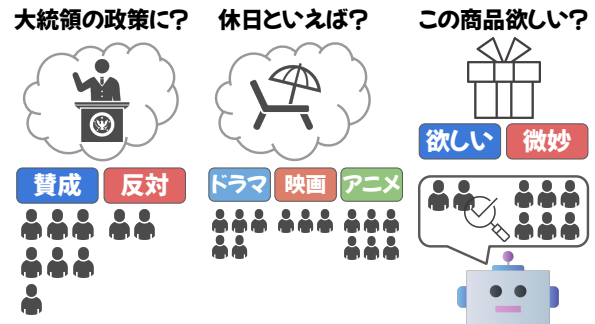 大統領の政策に?
休日といえば?
この商品欲しい?
賛成
反対
ドラマ
映画
アニメ
欲しい
微妙